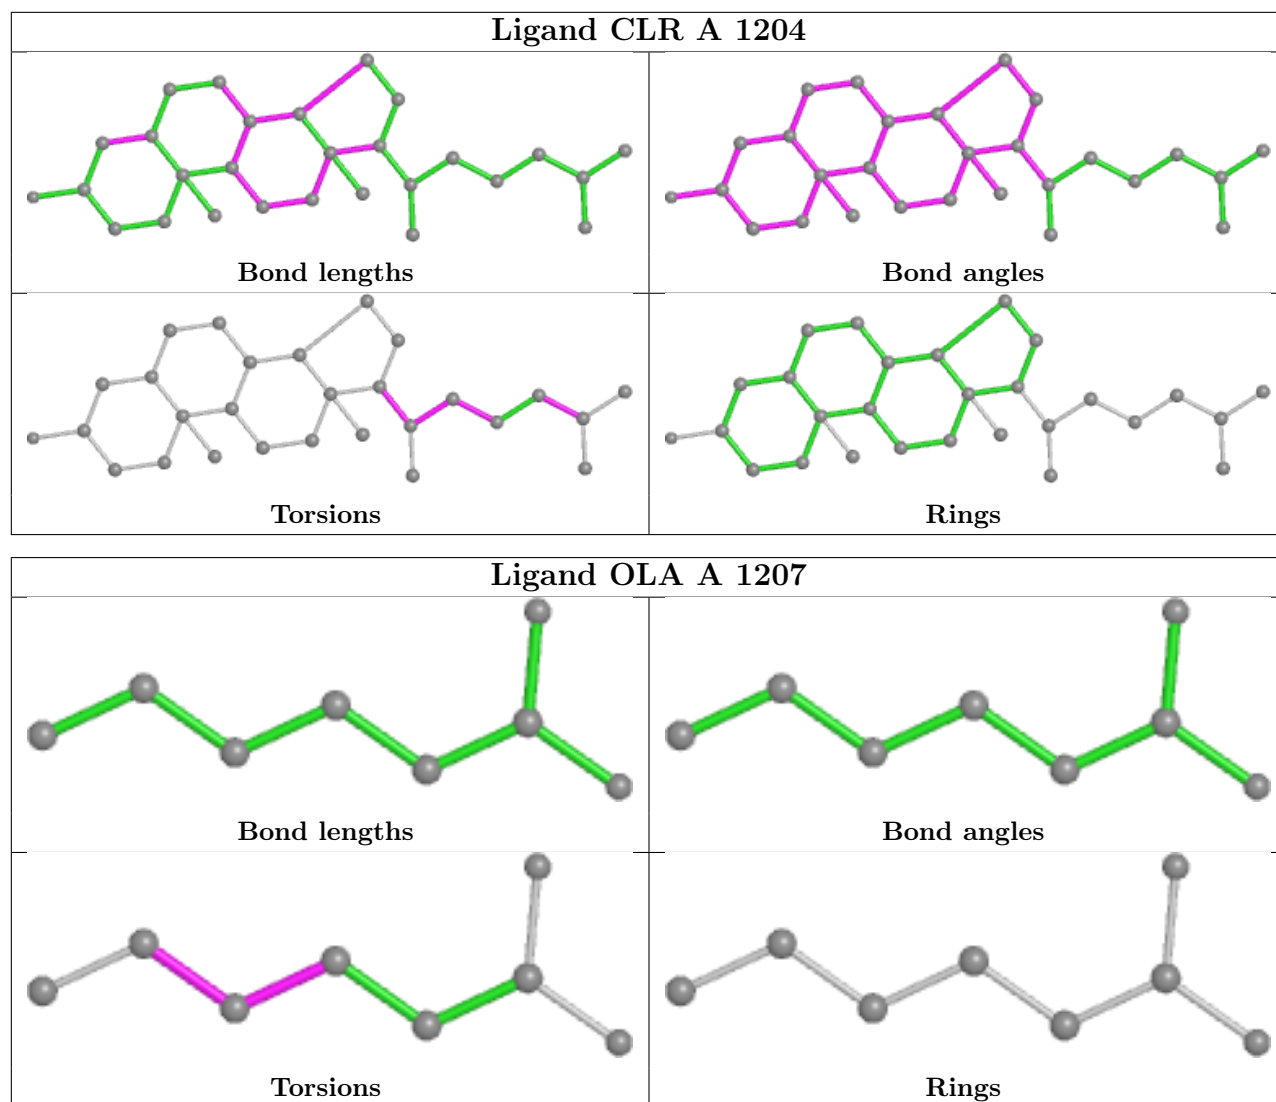 Ligand CLR A 1204
Bond lengths
Bond angles
Torsions
Rings
Ligand OLA A 1207
Bond lengths
Bond angles
Torsions
Rings